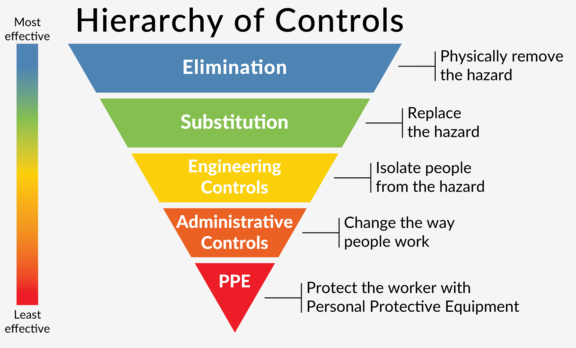 Hierarchy of Controls
Most
effective
Elimination
Physically remove
the hazard
Substitution
Replace
the hazard
Engineering
Controls
Isolate people
from the hazard
Administrative
Controls
Change the way
people work
PPE
Protect the worker with
Personal Protective Equipment
Least
effective